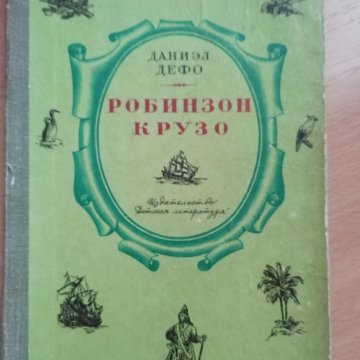 ДАНИЭЛ
ДЕФО
РОБИНЗОН
КРУЗО
Издательство
„Детская литература"